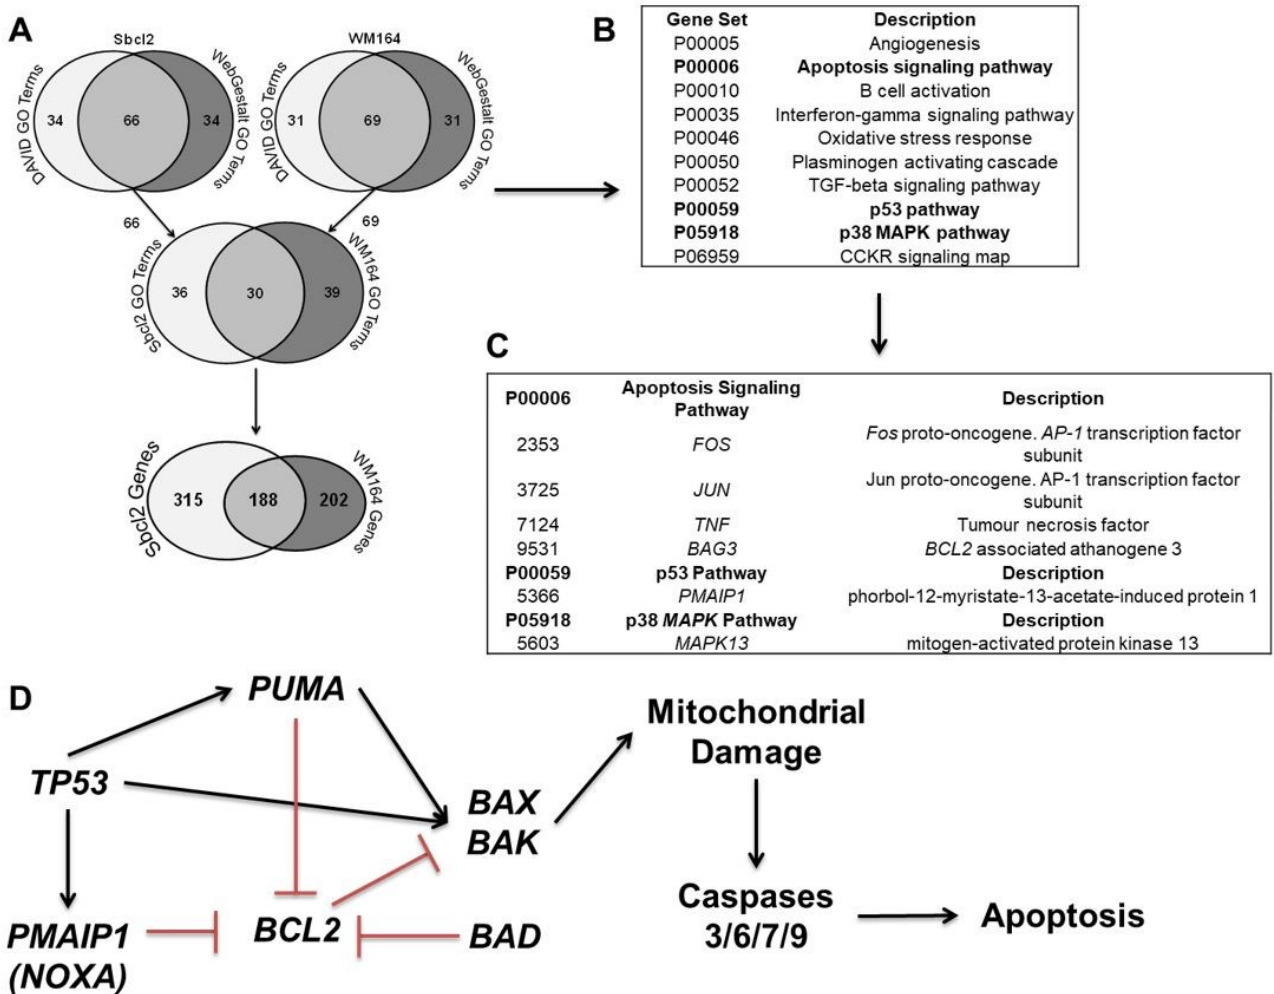 A
Sbcl2
DAVID GO Terms
34
66
34
WebGestalt GO Terms
WM164
DAVID GO Terms
31
69
31
WebGestalt GO Terms
66
69
Sbcl2 GO Terms
36
30
39
WM164 GO Terms
Sbcl2 Genes
315
188
202
WM164 Genes
B
Gene Set Description
P00005 Angiogenesis
P00006 Apoptosis signaling pathway
P00010 B cell activation
P00035 Interferon-gamma signaling pathway
P00046 Oxidative stress response
P00050 Plasminogen activating cascade
P00052 TGF-beta signaling pathway
P00059 p53 pathway
P05918 p38 MAPK pathway
P06959 CCKR signaling map
C
P00006 Apoptosis Signaling Pathway Description
2353 FOS Fos proto-oncogene. AP-1 transcription factor subunit
3725 JUN Jun proto-oncogene. AP-1 transcription factor subunit
7124 TNF Tumour necrosis factor
9531 BAG3 BCL2 associated athanogene 3
P00059 p53 Pathway Description
5366 PMAIP1 phorbol-12-myristate-13-acetate-induced protein 1
P05918 p38 MAPK Pathway Description
5603 MAPK13 mitogen-activated protein kinase 13
D
PUMA
TP53
BAX
BAK
PMAIP1
(NOXA)
BCL2
BAD
Mitochondrial
Damage
Caspases
3/6/7/9
Apoptosis